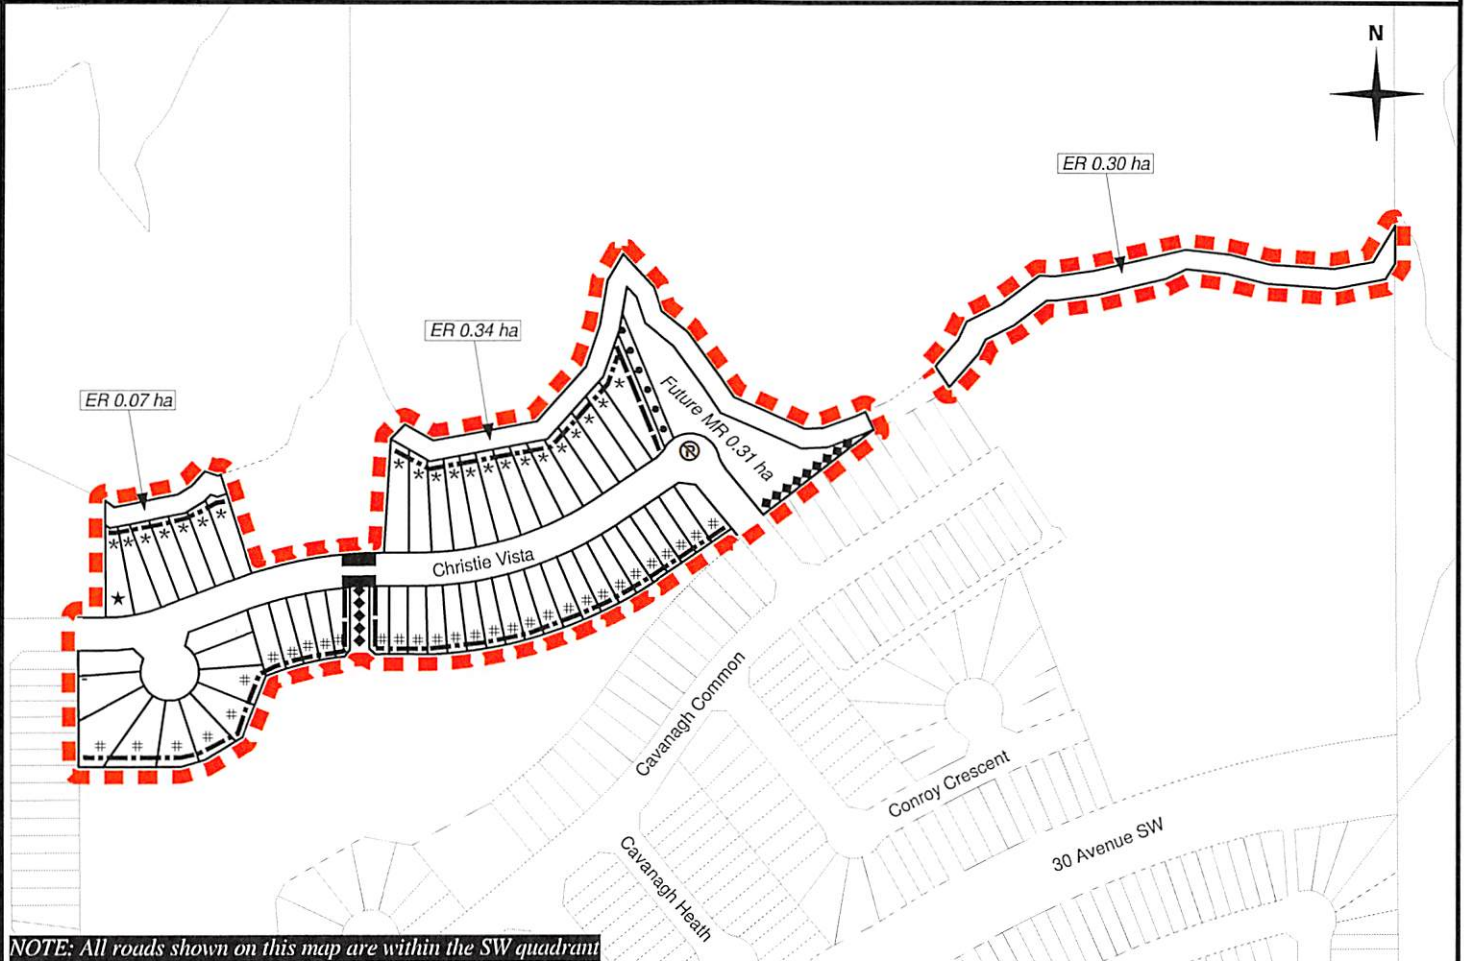 N
ER 0.30 ha
ER 0.34 ha
ER 0.07 ha
Future MR 0.31 ha
R
Christie Vista
Cavanagh Common
Conroy Crescent
30 Avenue SW
Cavanagh Heath
NOTE: All roads shown on this map are within the SW quadrant